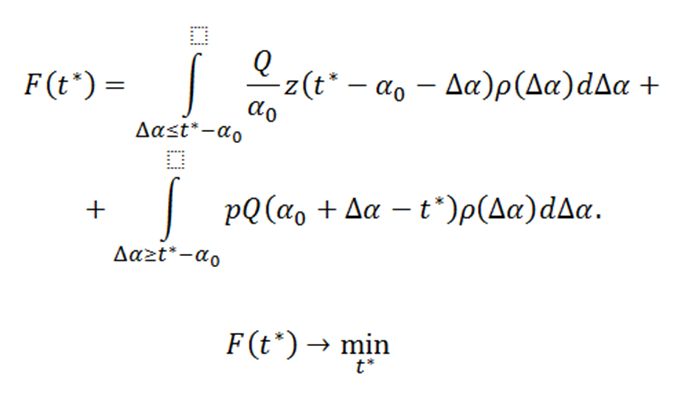 F(t*) = ∫_{Δα≤t*−α₀}^{⬚} Q/α₀ z(t* − α₀ − Δα)ρ(Δα)dΔα +
+ ∫_{Δα≥t*−α₀}^{⬚} pQ(α₀ + Δα − t*)ρ(Δα)dΔα.
F(t*) → min_{t*}